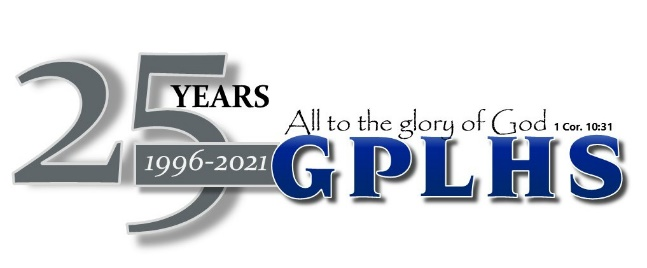 25
YEARS
1996-2021
All to the glory of God 1 Cor. 10:31
GPLHS